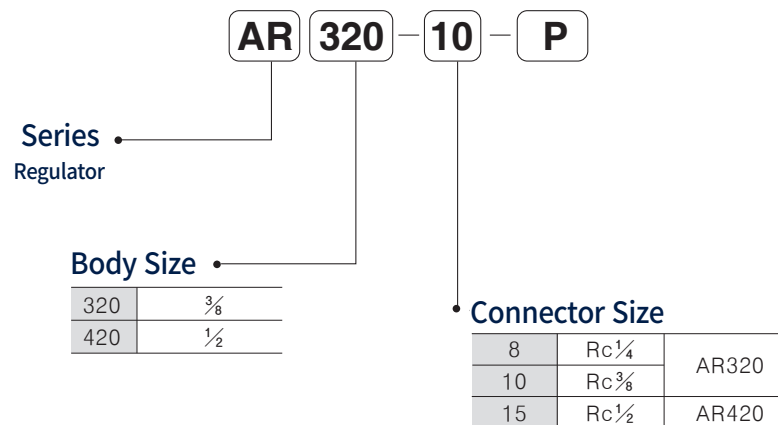 AR 320 - 10 - P
Series
Regulator
Body Size
320 ⅜
420 ½
Connector Size
8 Rc¼ AR320
10 Rc⅜
15 Rc½ AR420